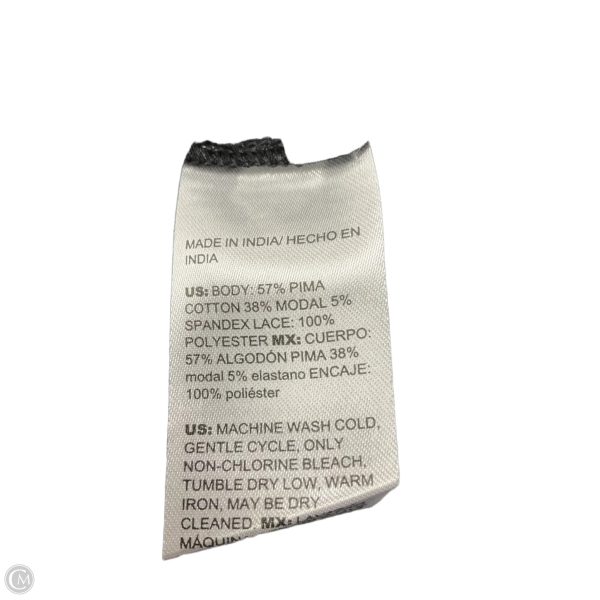 MADE IN INDIA/ HECHO EN
INDIA
US: BODY: 57% PIMA
COTTON 38% MODAL 5%
SPANDEX LACE: 100%
POLYESTER MX: CUERPO:
57% ALGODÓN PIMA 38%
modal 5% elastano ENCAJE:
100% poliéster
US: MACHINE WASH COLD,
GENTLE CYCLE, ONLY
NON-CHLORINE BLEACH,
TUMBLE DRY LOW, WARM
IRON, MAY BE DRY
CLEANED. MX:
CM